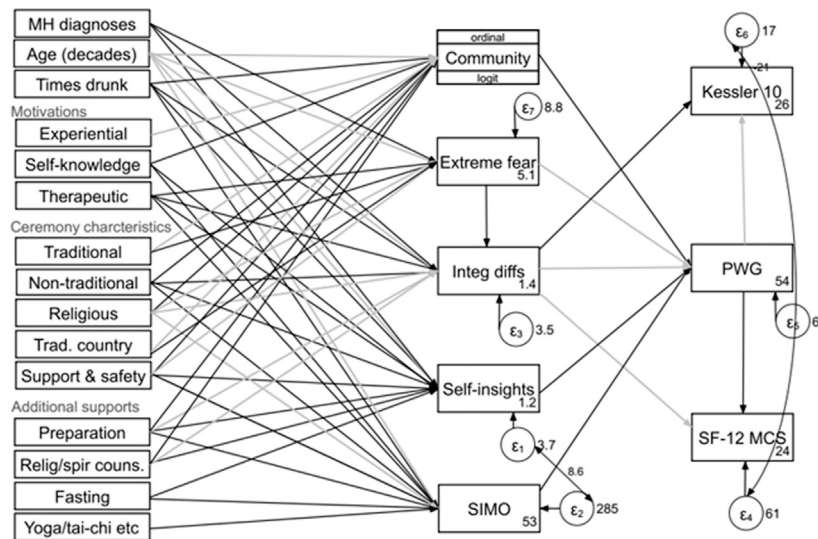 MH diagnoses
Age (decades)
Times drunk
Motivations
Experiential
Self-knowledge
Therapeutic
Ceremony charcteristics
Traditional
Non-traditional
Religious
Trad. country
Support & safety
Additional supports
Preparation
Relig/spir couns.
Fasting
Yoga/tai-chi etc
ordinal
Community
logit
ε7 8.8
Extreme fear
5.1
Integ diffs
1.4
ε3 3.5
Self-insights
1.2
ε1 3.7
8.6
SIMO
53
ε2 285
ε6 17
-21
Kessler 10
26
PWG
54
ε5 6
SF-12 MCS
24
ε4 61